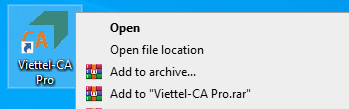 CA
Viettel-CA
Pro
Open
Open file location
Add to archive...
Add to "Viettel-CA Pro.rar"